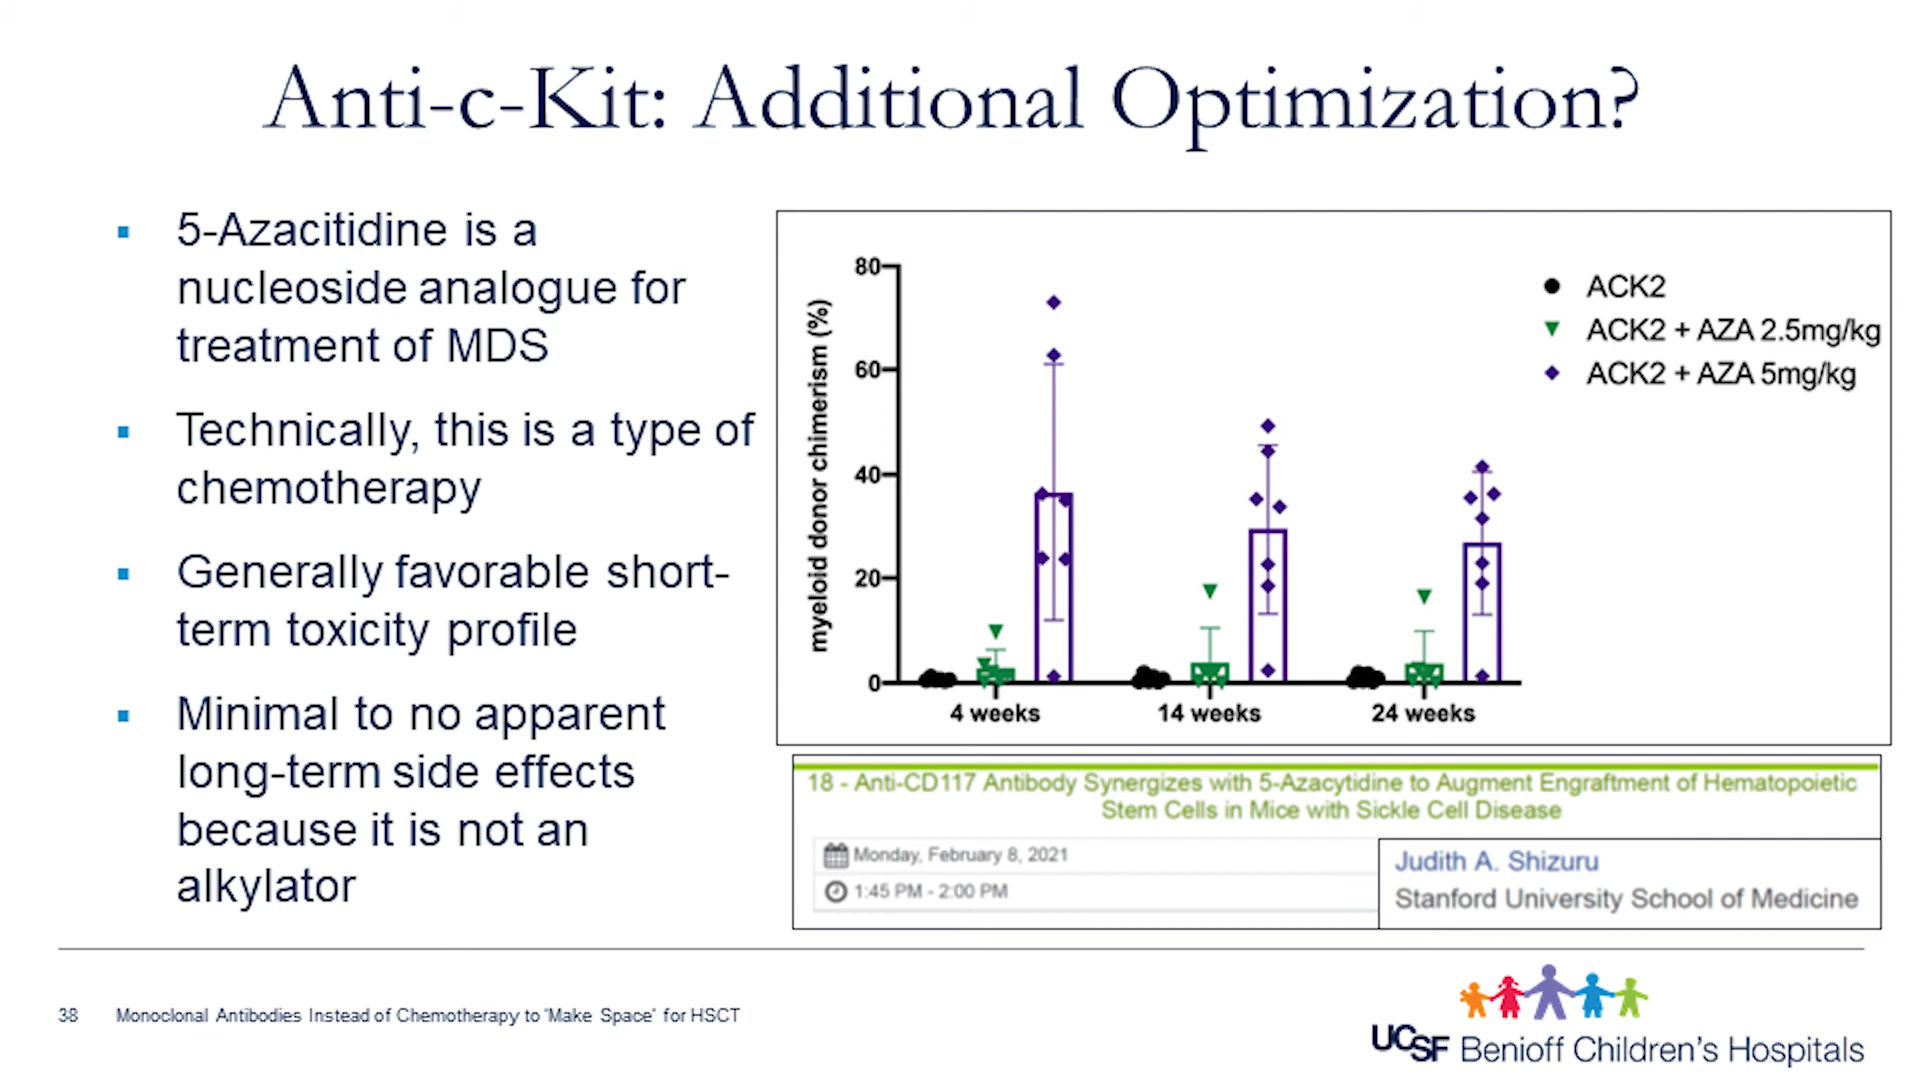 Anti-c-Kit: Additional Optimization?
▪ 5-Azacitidine is a
nucleoside analogue for
treatment of MDS
▪ Technically, this is a type of
chemotherapy
▪ Generally favorable short-
term toxicity profile
▪ Minimal to no apparent
long-term side effects
because it is not an
alkylator
myeloid donor chimerism (%)
80
60
40
20
0
4 weeks 14 weeks 24 weeks
ACK2
ACK2 + AZA 2.5mg/kg
ACK2 + AZA 5mg/kg
18 - Anti-CD117 Antibody Synergizes with 5-Azacytidine to Augment Engraftment of Hematopoietic
Stem Cells in Mice with Sickle Cell Disease
Monday, February 8, 2021
1:45 PM - 2:00 PM
Judith A. Shizuru
Stanford University School of Medicine
38 Monoclonal Antibodies Instead of Chemotherapy to 'Make Space' for HSCT
UCSF Benioff Children's Hospitals